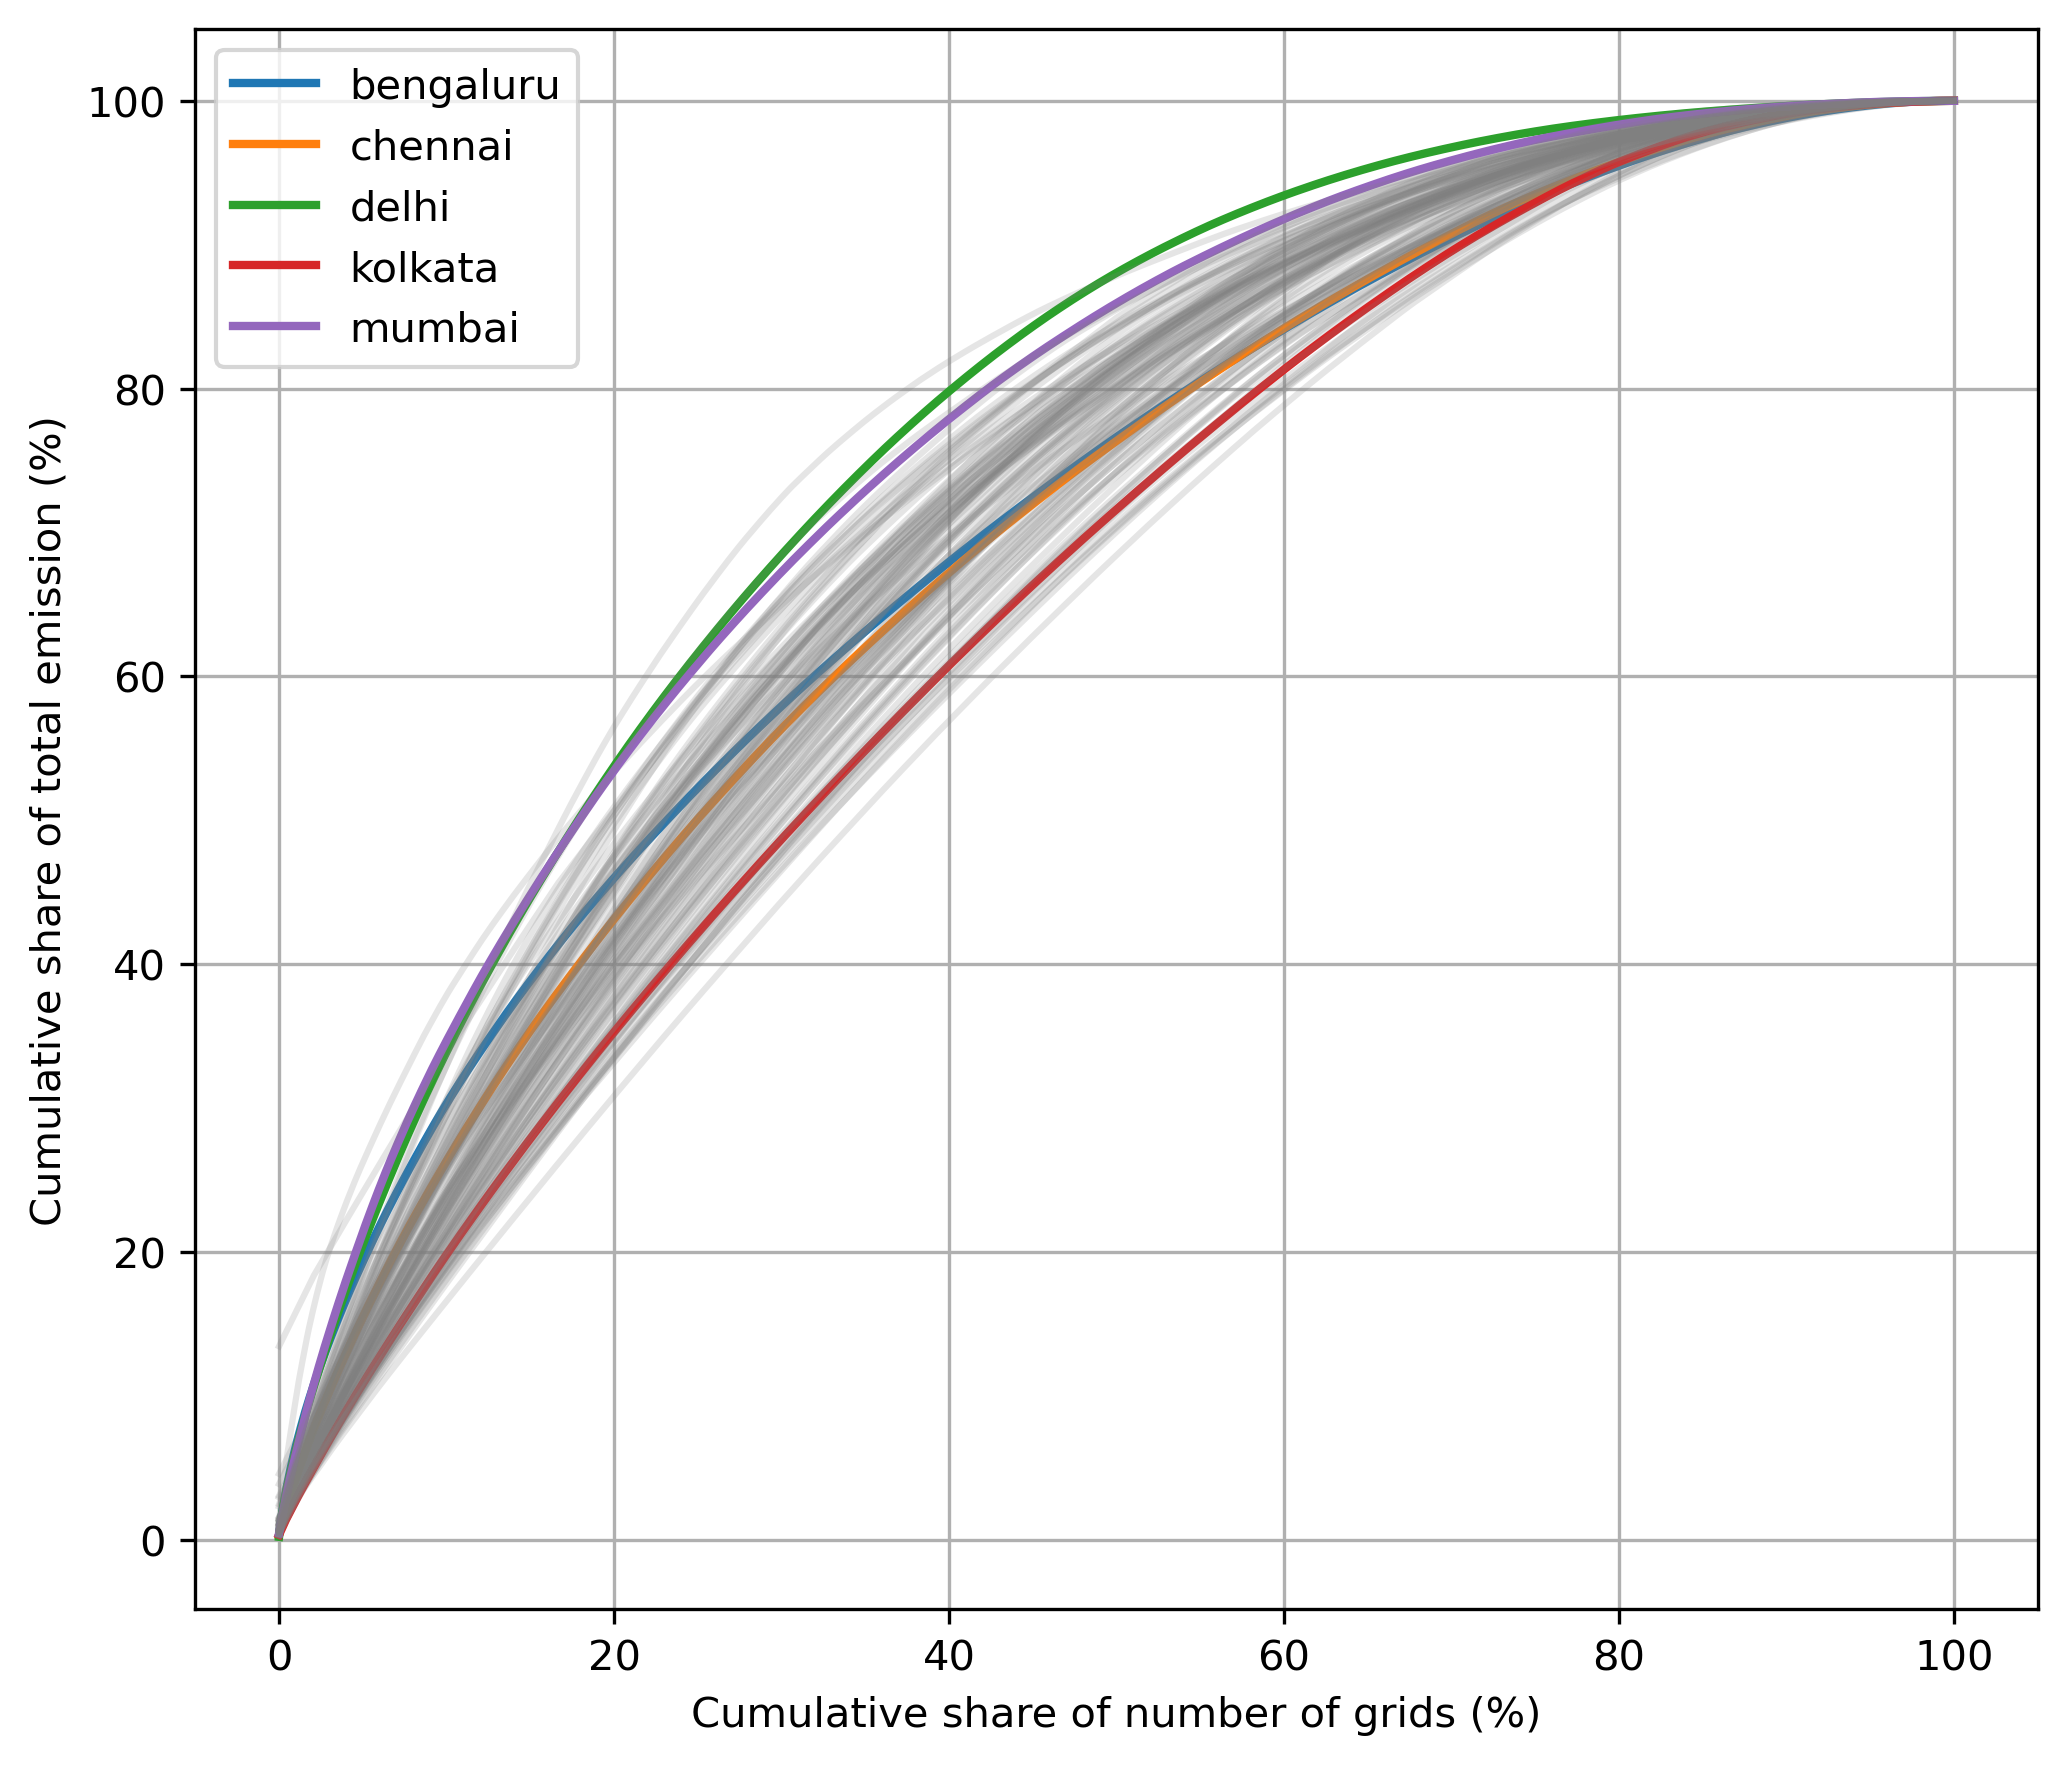 bengaluru
chennai
delhi
kolkata
mumbai
100
80
60
40
20
0
Cumulative share of total emission (%)
0 20 40 60 80 100
Cumulative share of number of grids (%)